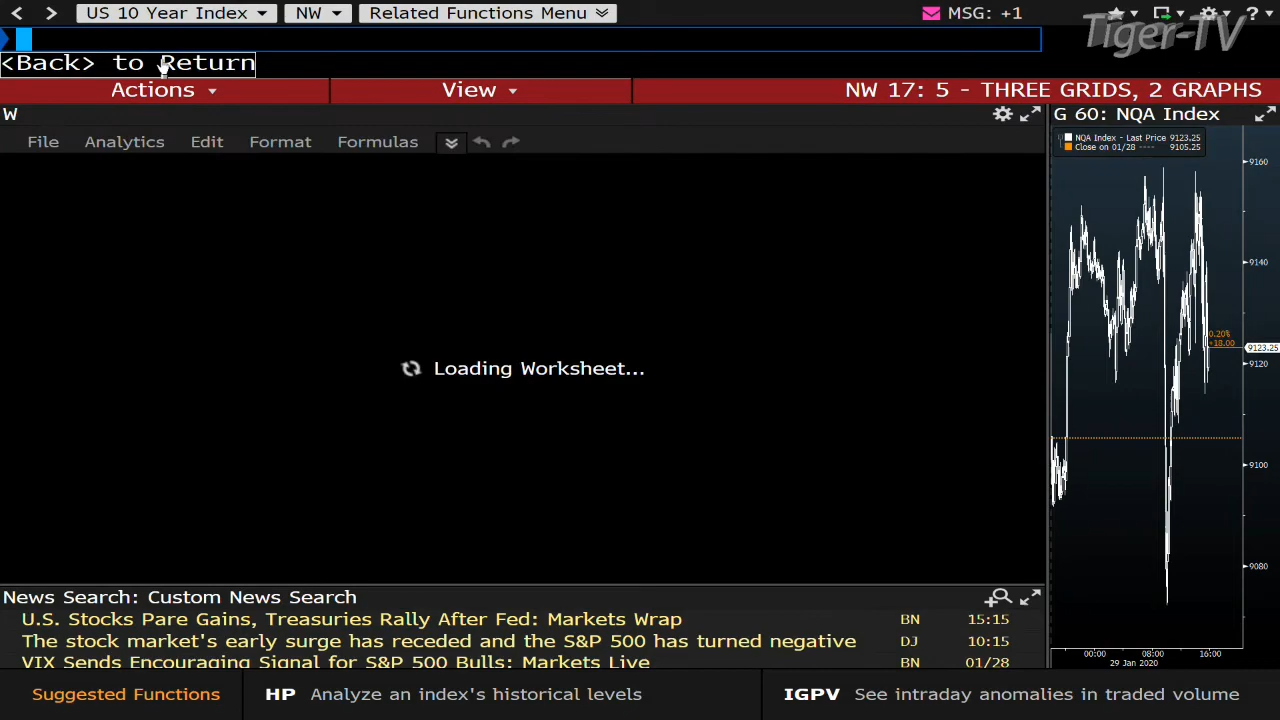 US 10 Year Index NW Related Functions Menu MSG: +1 ?
Tiger-TV
<Back> to Return
Actions View NW 17: 5 - THREE GRIDS, 2 GRAPHS
W G 60: NQA Index
File Analytics Edit Format Formulas
NQA Index - Last Price 9123.25
Close on 01/28 ---- 9105.25
9160
9140
0.20%
+18.00
9123.25
9120
9100
9080
Loading Worksheet...
00:00 08:00 16:00
29 Jan 2020
News Search: Custom News Search
U.S. Stocks Pare Gains, Treasuries Rally After Fed: Markets Wrap BN 15:15
The stock market's early surge has receded and the S&P 500 has turned negative DJ 10:15
VIX Sends Encouraging Signal for S&P 500 Bulls: Markets Live BN 01/28
Suggested Functions HP Analyze an index's historical levels IGPV See intraday anomalies in traded volume